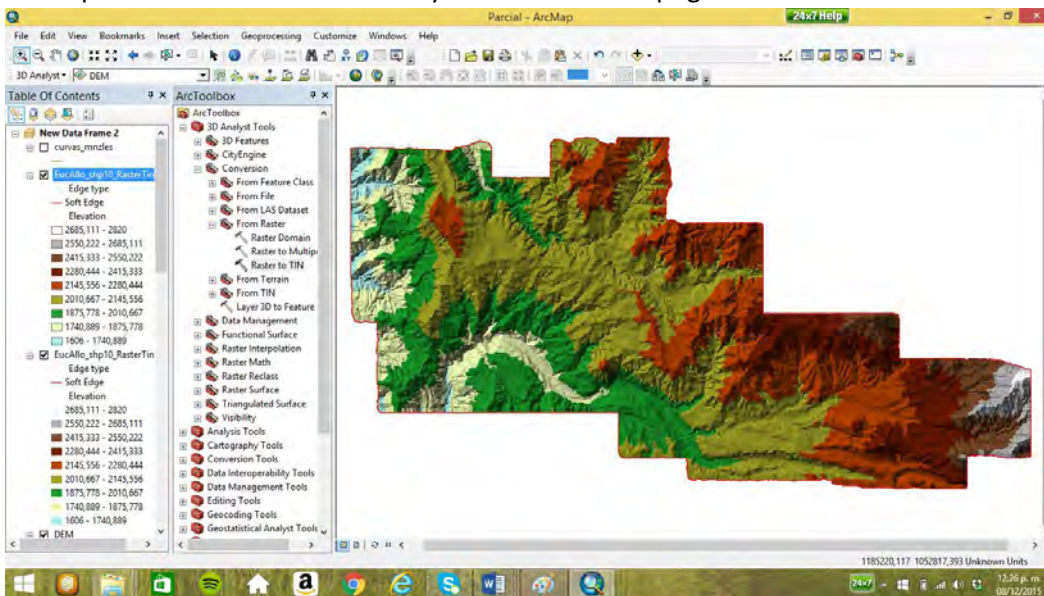 Parcial - ArcMap
24x7 Help
File Edit View Bookmarks Insert Selection Geoprocessing Customize Windows Help
3D Analyst DEM
Table Of Contents
ArcToolbox
New Data Frame 2
curvas_mnzles
EucAllo_shp10_RasterTin
Edge type
Soft Edge
Elevation
2685,111 - 2820
2550,222 - 2685,111
2415,333 - 2550,222
2280,444 - 2415,333
2145,556 - 2280,444
2010,667 - 2145,556
1875,778 - 2010,667
1740,889 - 1875,778
1606 - 1740,889
EucAllo_shp10_RasterTin
Edge type
Soft Edge
Elevation
2685,111 - 2820
2550,222 - 2685,111
2415,333 - 2550,222
2280,444 - 2415,333
2145,556 - 2280,444
2010,667 - 2145,556
1875,778 - 2010,667
1740,889 - 1875,778
1606 - 1740,889
DEM
ArcToolbox
3D Analyst Tools
3D Features
CityEngine
Conversion
From Feature Class
From File
From LAS Dataset
From Raster
Raster Domain
Raster to Multip
Raster to TIN
From Terrain
From TIN
Layer 3D to Feature
Data Management
Functional Surface
Raster Interpolation
Raster Math
Raster Reclass
Raster Surface
Triangulated Surface
Visibility
Analysis Tools
Cartography Tools
Conversion Tools
Data Interoperability Tools
Data Management Tools
Editing Tools
Geocoding Tools
Geostatistical Analyst Tools
1185220,117 1052817,393 Unknown Units
24x7
12:26 p. m.
08/12/2015